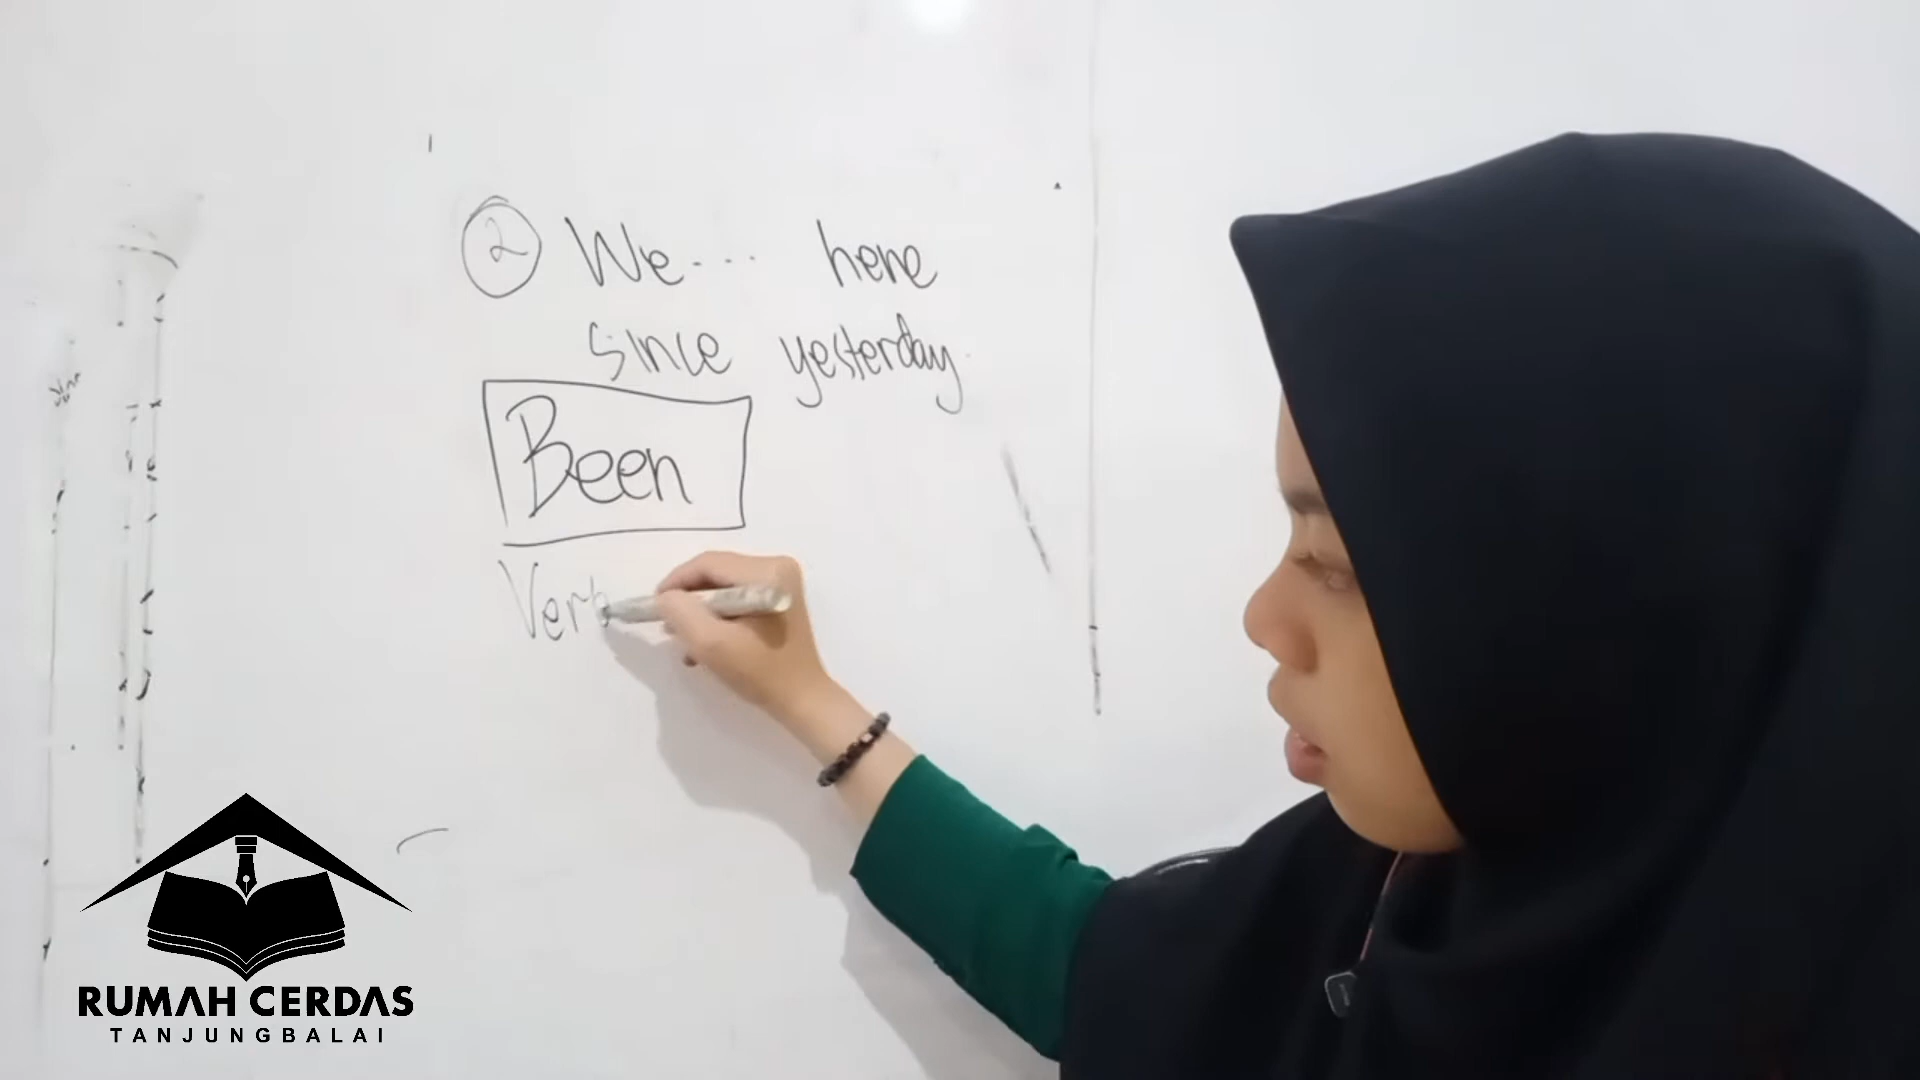 2 We... here
since yesterday.
Been
Verb
RUMAH CERDAS
TANJUNGBALAI